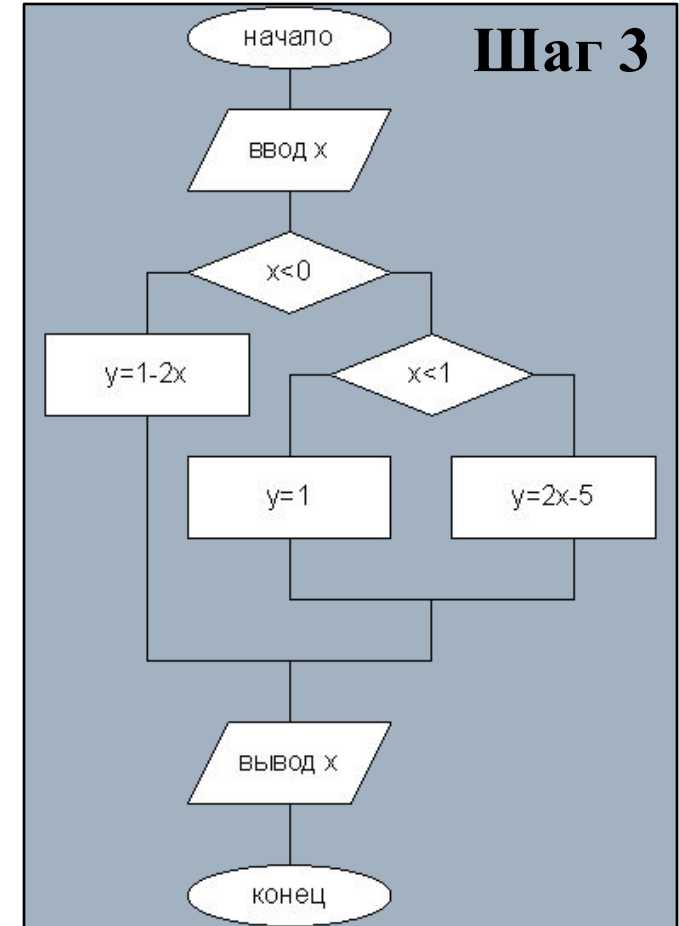 Шаг 3
начало
ввод x
x<0
y=1-2x
x<1
y=1
y=2x-5
вывод x
конец